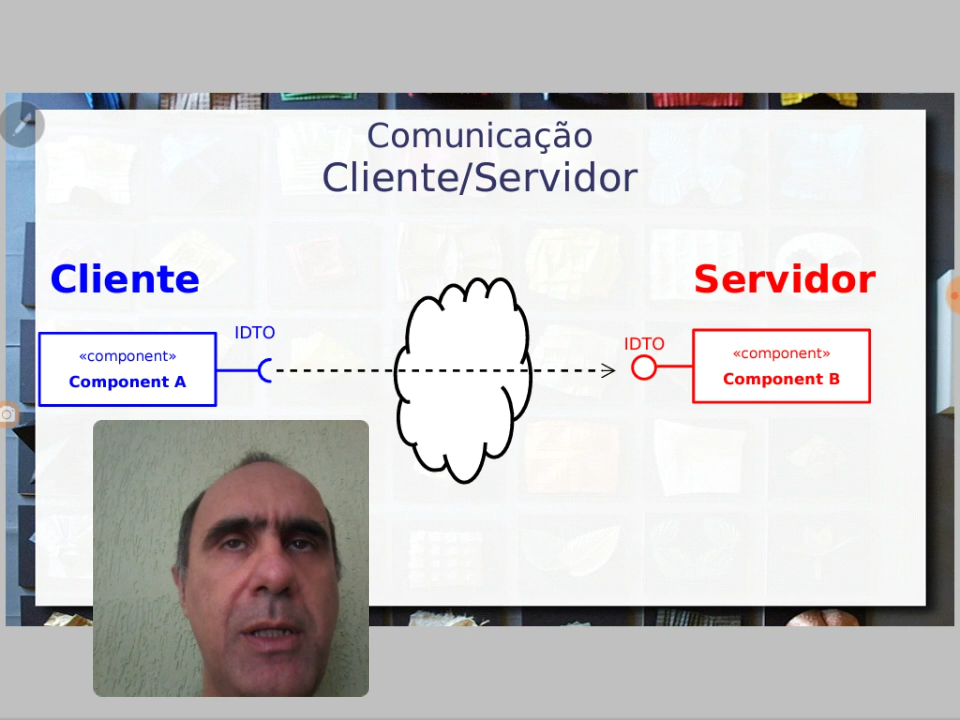 Comunicação
Cliente/Servidor
Cliente
Servidor
IDTO
IDTO
«component»
Component A
«component»
Component B